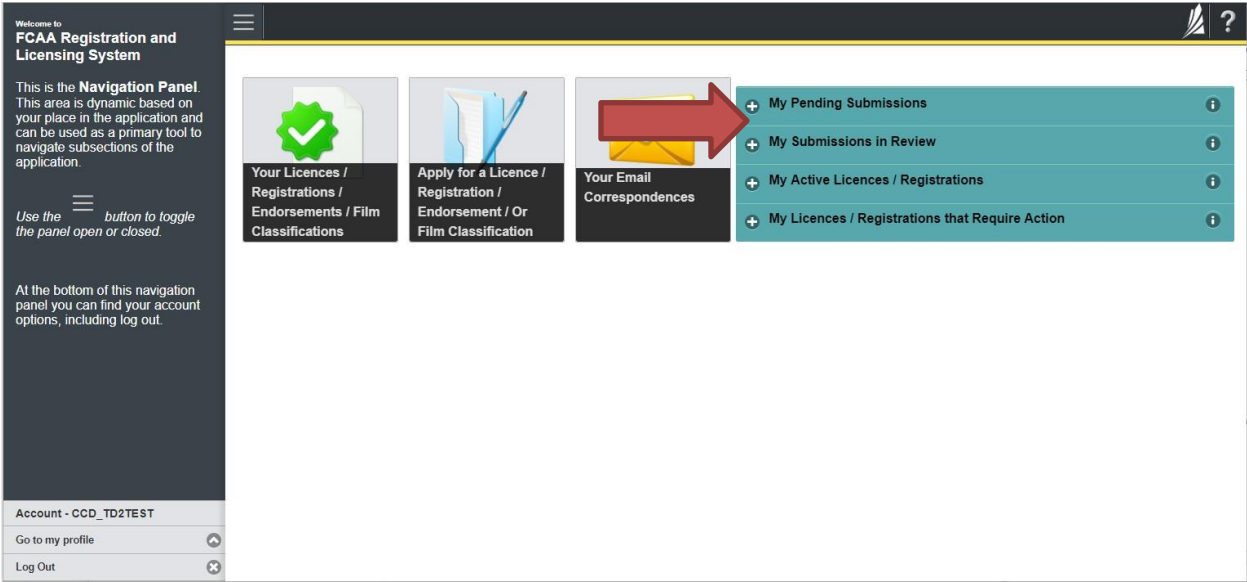 Welcome to
FCAA Registration and
Licensing System
This is the Navigation Panel.
This area is dynamic based on
your place in the application and
can be used as a primary tool to
navigate subsections of the
application.
Use the button to toggle
the panel open or closed.
At the bottom of this navigation
panel you can find your account
options, including log out.
Account - CCD_TD2TEST
Go to my profile
Log Out
?
Your Licences /
Registrations /
Endorsements / Film
Classifications
Apply for a Licence /
Registration /
Endorsement / Or
Film Classification
Your Email
Correspondences
My Pending Submissions
My Submissions in Review
My Active Licences / Registrations
My Licences / Registrations that Require Action